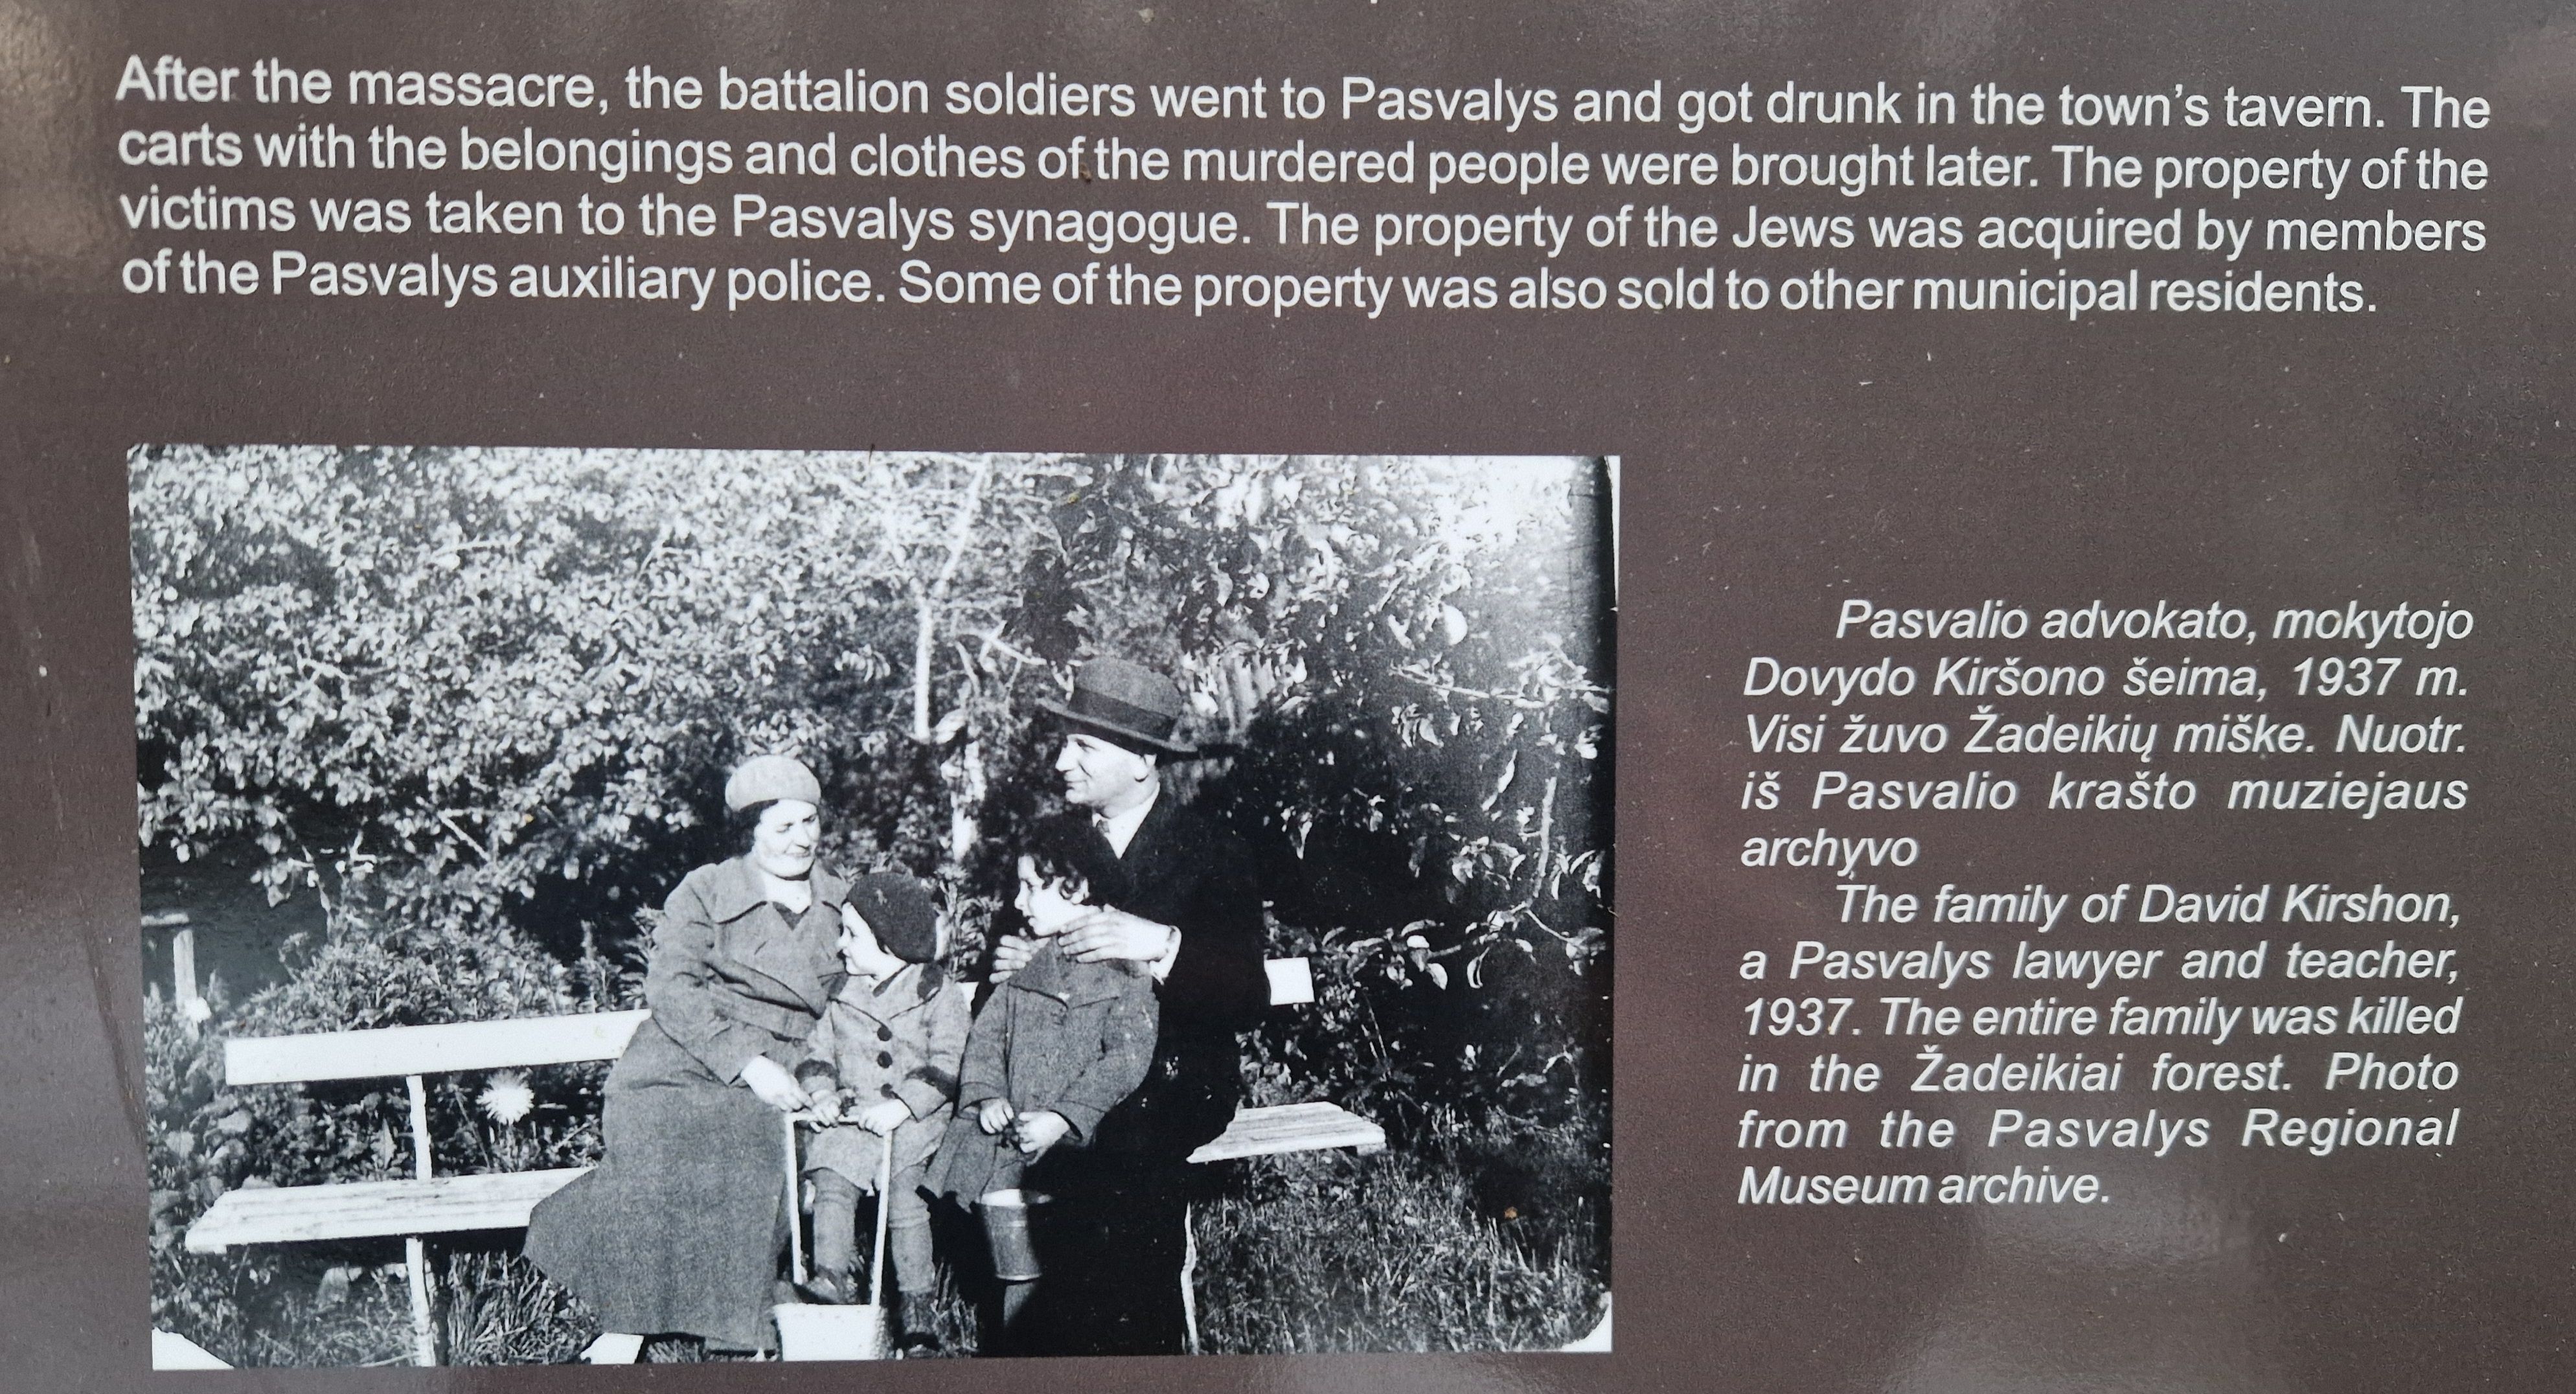 After the massacre, the battalion soldiers went to Pasvalys and got drunk in the town's tavern. The
carts with the belongings and clothes of the murdered people were brought later. The property of the
victims was taken to the Pasvalys synagogue. The property of the Jews was acquired by members
of the Pasvalys auxiliary police. Some of the property was also sold to other municipal residents.
Pasvalio advokato, mokytojo
Dovydo Kiršono šeima, 1937 m.
Visi žuvo Žadeikių miške. Nuotr.
iš Pasvalio krašto muziejaus
archyvo
The family of David Kirshon,
a Pasvalys lawyer and teacher,
1937. The entire family was killed
in the Žadeikiai forest. Photo
from the Pasvalys Regional
Museum archive.